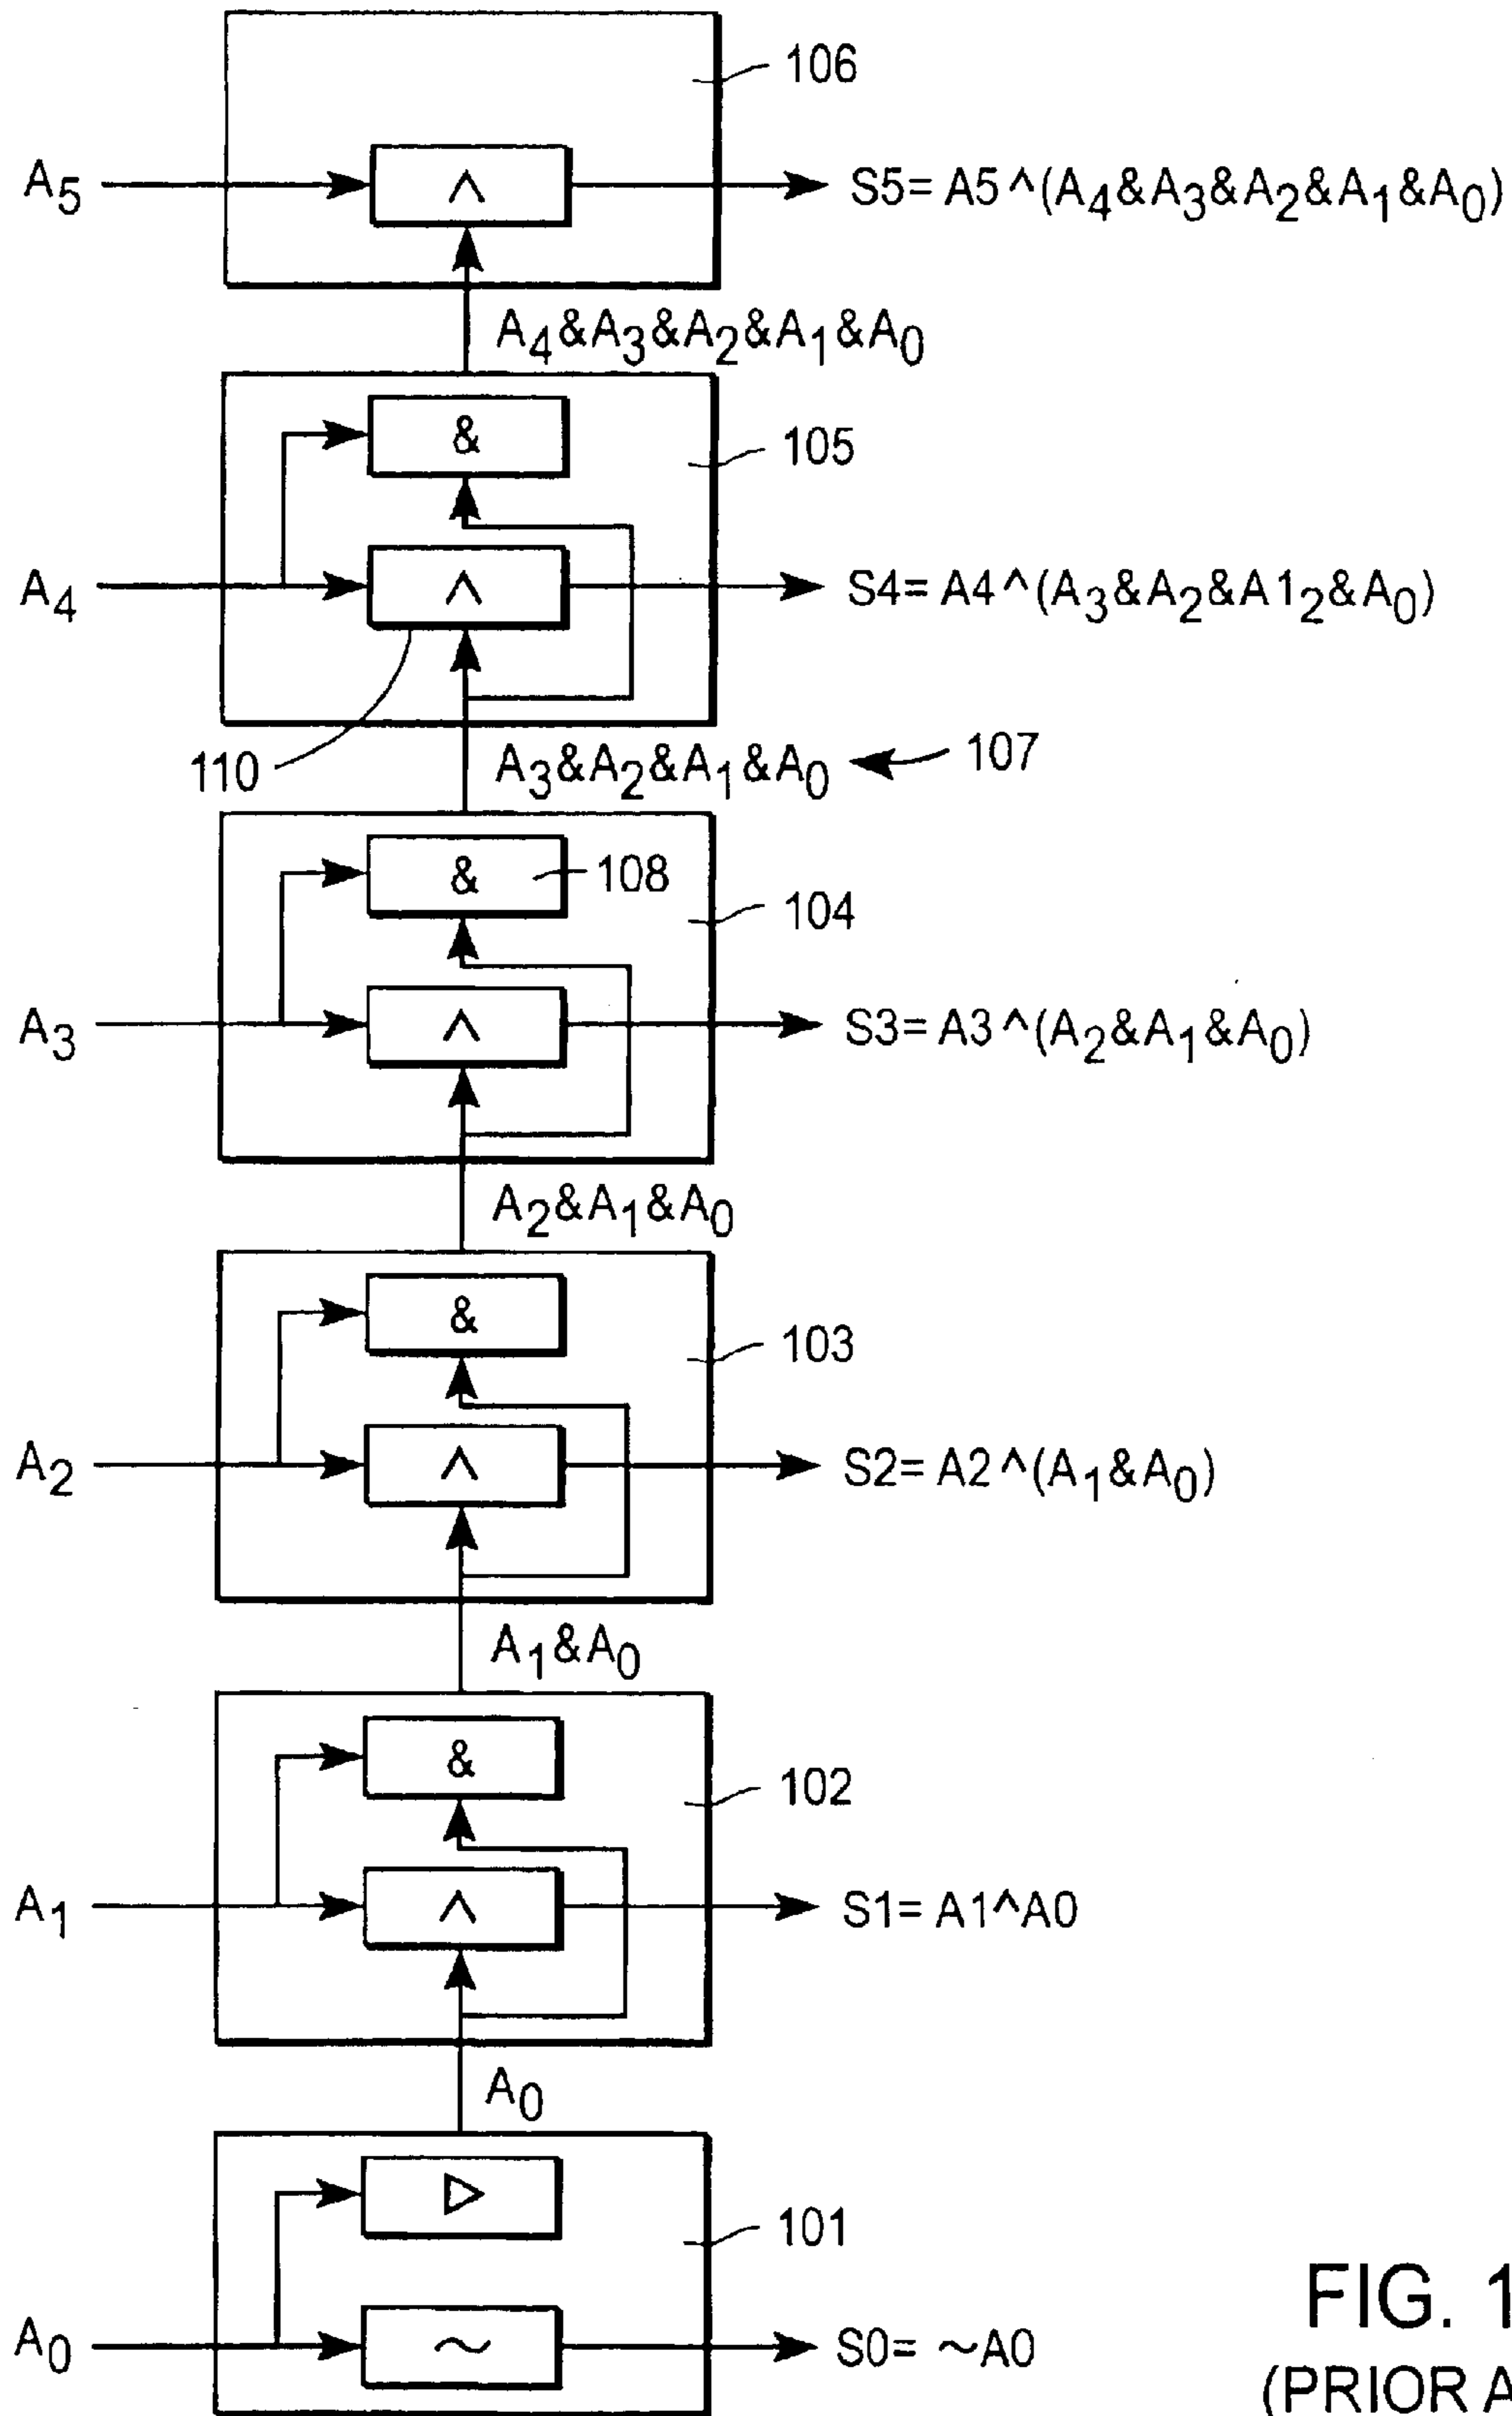 106
A5
^
S5= A5^(A4&A3&A2&A1&A0)
A4&A3&A2&A1&A0
&
105
A4
^
S4= A4^(A3&A2&A12&A0)
110
A3&A2&A1&A0
107
&
108
104
A3
^
S3= A3^(A2&A1&A0)
A2&A1&A0
&
103
A2
^
S2= A2^(A1&A0)
A1&A0
&
102
A1
^
S1= A1^A0
A0
▷
101
A0
~
S0= ~A0
FIG. 1
(PRIOR A